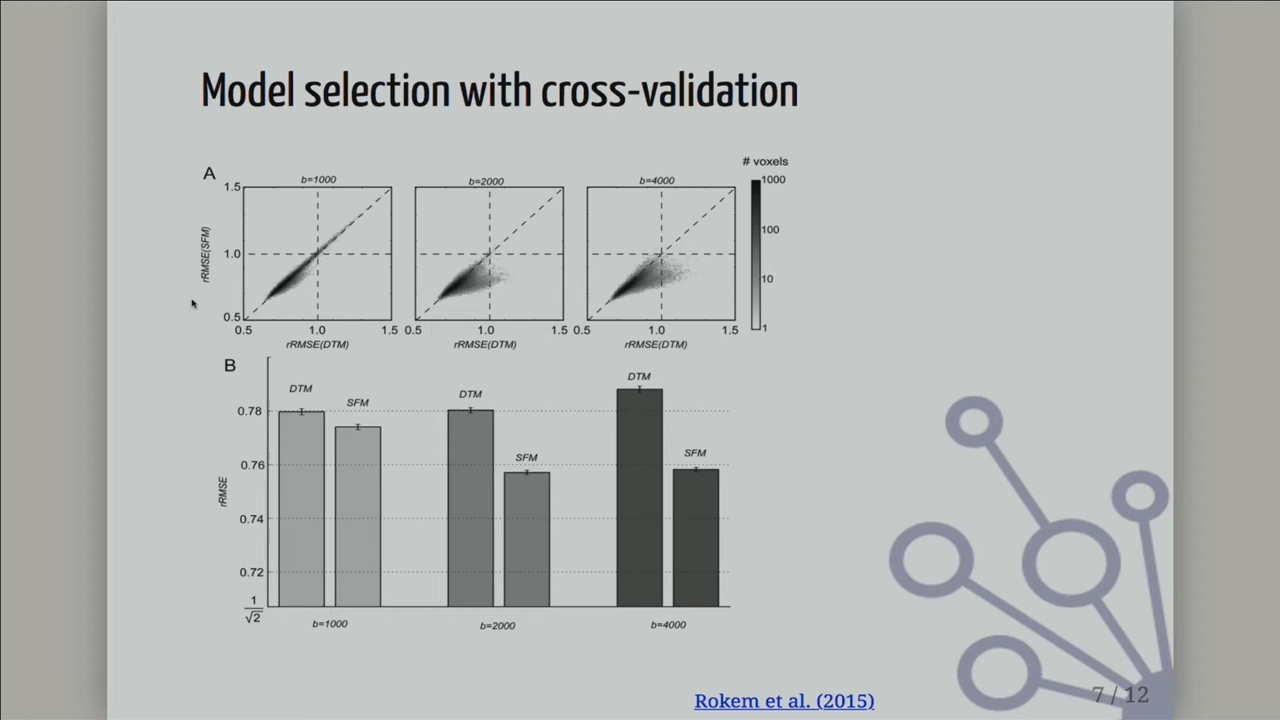 Model selection with cross-validation
A
# voxels
b=1000
b=2000
b=4000
1000
100
10
1
1.5
1.0
0.5
rRMSE(SFM)
0.5 1.0 1.5 0.5 1.0 0.5 1.0 1.5
rRMSE(DTM)
rRMSE(DTM)
rRMSE(DTM)
B
DTM
SFM
DTM
SFM
DTM
SFM
0.78
0.76
0.74
0.72
1
√2
rRMSE
b=1000
b=2000
b=4000
Rokem et al. (2015)
7 / 12